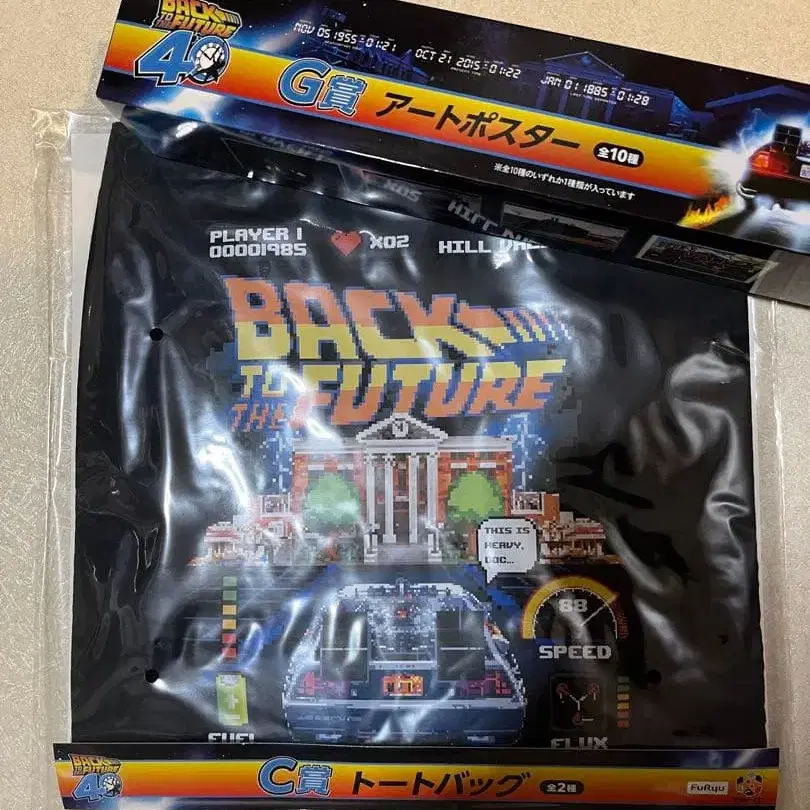 BACK
TO THE FUTURE
40
NOV 05 1955 01:21
OCT 21 2015 01:22
JAN 01 1885 01:28
G賞 アートポスター 全10種
※全10種のいずれか1種類が入っています
PLAYER 1
00001985
X02
HILL
BACK
TO THE FUTURE
THIS IS
HEAVY,
DOC...
88
SPEED
FUEL
FLUX
BACK
TO THE FUTURE
40
C賞 トートバッグ 全2種
FuRyu